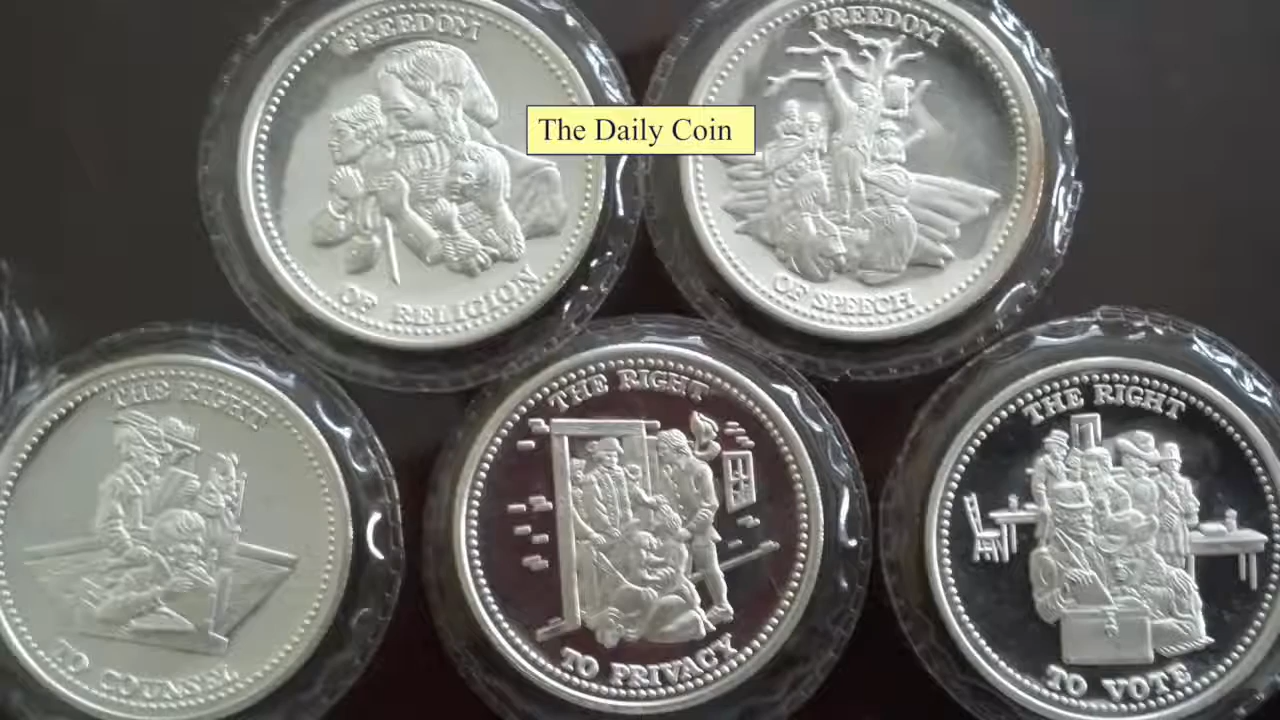 FREEDOM
OF RELIGION
FREEDOM
OF SPEECH
The Daily Coin
THE RIGHT
TO COUNSEL
THE RIGHT
TO PRIVACY
THE RIGHT
TO VOTE